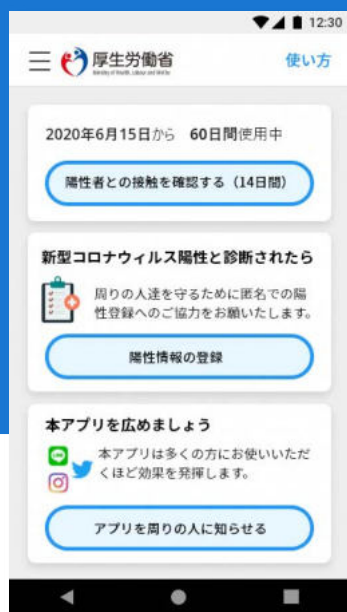 12:30
厚生労働省
Ministry of Health, Labour and Welfare
使い方
2020年6月15日から 60日間使用中
陽性者との接触を確認する（14日間）
新型コロナウィルス陽性と診断されたら
周りの人達を守るために匿名での陽
性登録へのご協力をお願いいたします。
陽性情報の登録
本アプリを広めましょう
LINE
本アプリは多くの方にお使いいただ
くほど効果を発揮します。
アプリを周りの人に知らせる